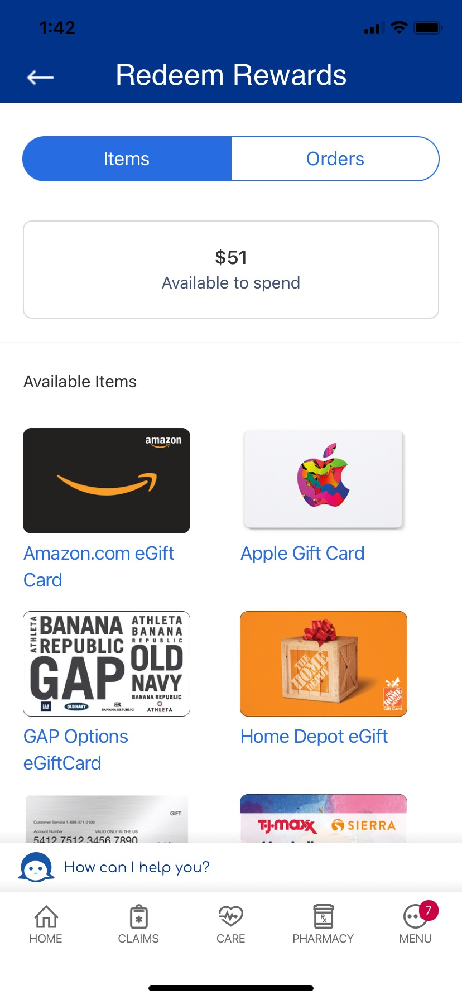 1:42
Redeem Rewards
Items
Orders
$51
Available to spend
Available Items
amazon
Amazon.com eGift
Card
Apple Gift Card
ATHLETA
BANANA
REPUBLIC
GAP
ATHLETA
BANANA
REPUBLIC
OLD
NAVY
BANANA REPUBLIC
GAP
OLD NAVY
BR
BANANA REPUBLIC
ATHLETA
THE
HOME
DEPOT
THE
HOME
DEPOT
Gift Card
GAP Options
eGiftCard
Home Depot eGift
GIFT
Customer Service 1-888-371-2109
Account Number
VALID ONLY IN THE US
5412 7512 3456 7890
T.J.maxx
SIERRA
How can I help you?
HOME
CLAIMS
CARE
Rx
PHARMACY
7
MENU